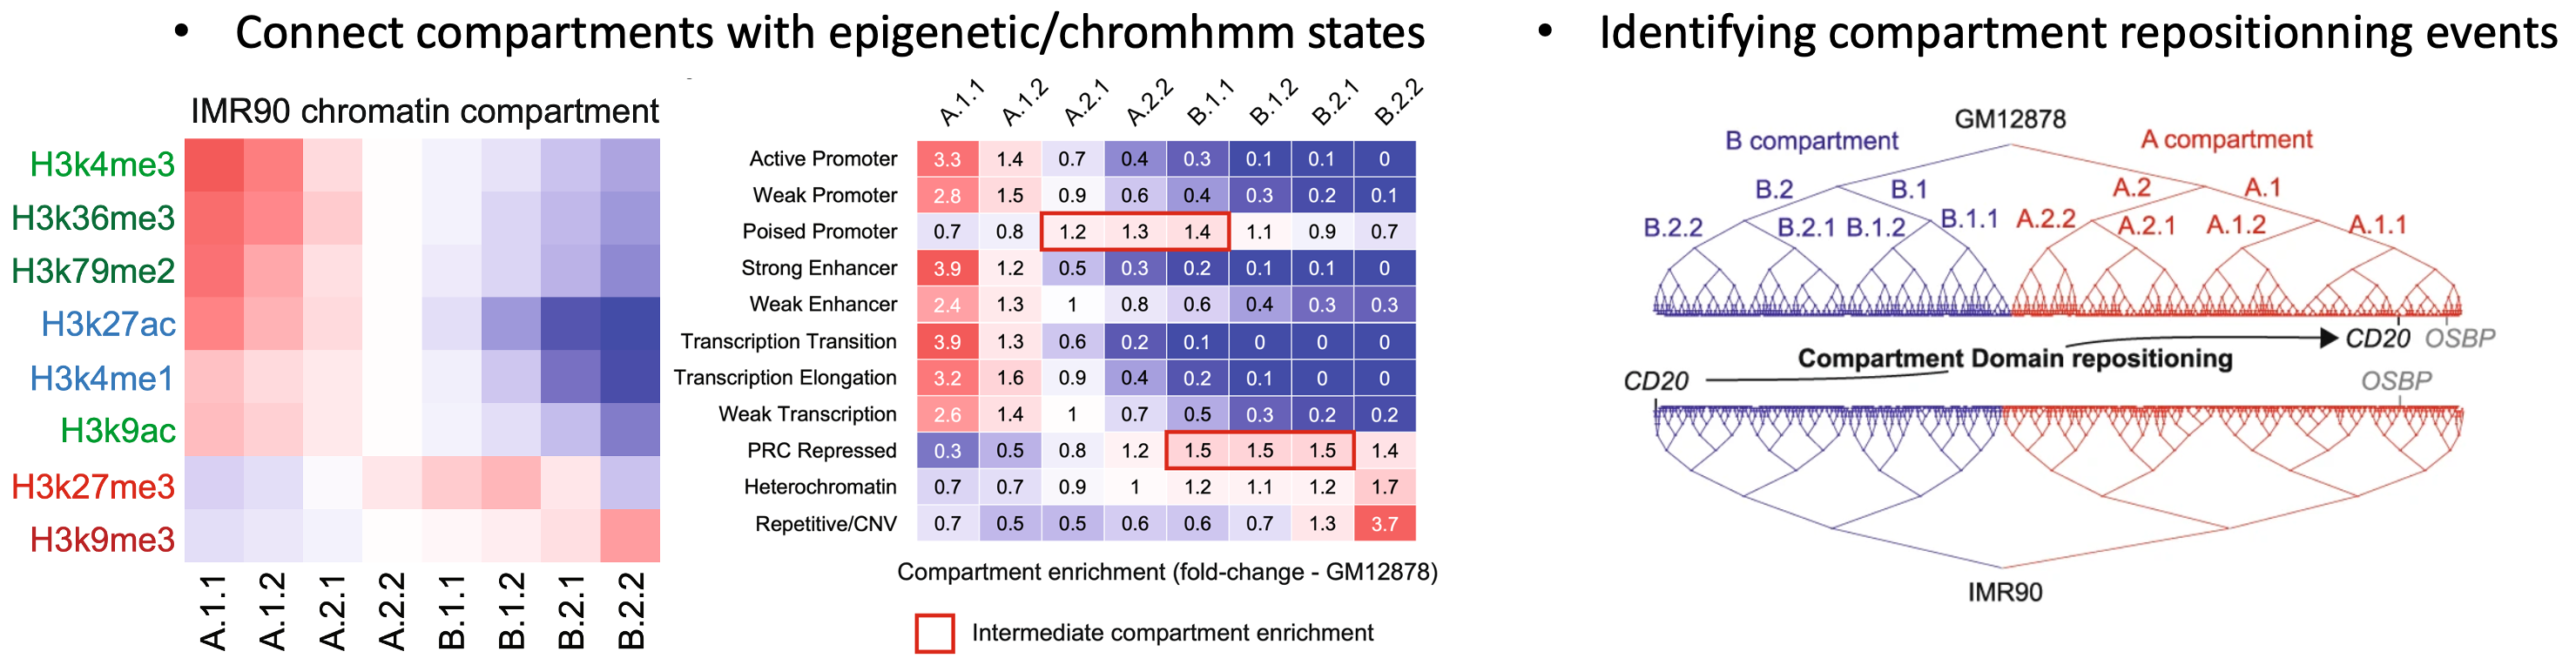 • Connect compartments with epigenetic/chromhmm states
IMR90 chromatin compartment
H3k4me3
H3k36me3
H3k79me2
H3k27ac
H3k4me1
H3k9ac
H3k27me3
H3k9me3
A.1.1 A.1.2 A.2.1 A.2.2 B.1.1 B.1.2 B.2.1 B.2.2
A.1.1 A.1.2 A.2.1 A.2.2 B.1.1 B.1.2 B.2.1 B.2.2
Active Promoter 3.3 1.4 0.7 0.4 0.3 0.1 0.1 0
Weak Promoter 2.8 1.5 0.9 0.6 0.4 0.3 0.2 0.1
Poised Promoter 0.7 0.8 1.2 1.3 1.4 1.1 0.9 0.7
Strong Enhancer 3.9 1.2 0.5 0.3 0.2 0.1 0.1 0
Weak Enhancer 2.4 1.3 1 0.8 0.6 0.4 0.3 0.3
Transcription Transition 3.9 1.3 0.6 0.2 0.1 0 0 0
Transcription Elongation 3.2 1.6 0.9 0.4 0.2 0.1 0 0
Weak Transcription 2.6 1.4 1 0.7 0.5 0.3 0.2 0.2
PRC Repressed 0.3 0.5 0.8 1.2 1.5 1.5 1.5 1.4
Heterochromatin 0.7 0.7 0.9 1 1.2 1.1 1.2 1.7
Repetitive/CNV 0.7 0.5 0.5 0.6 0.6 0.7 1.3 3.7
Compartment enrichment (fold-change - GM12878)
Intermediate compartment enrichment
• Identifying compartment repositionning events
GM12878
B compartment A compartment
B.2 B.1 A.2 A.1
B.2.2 B.2.1 B.1.2 B.1.1 A.2.2 A.2.1 A.1.2 A.1.1
CD20 OSBP
Compartment Domain repositioning
CD20 OSBP
IMR90